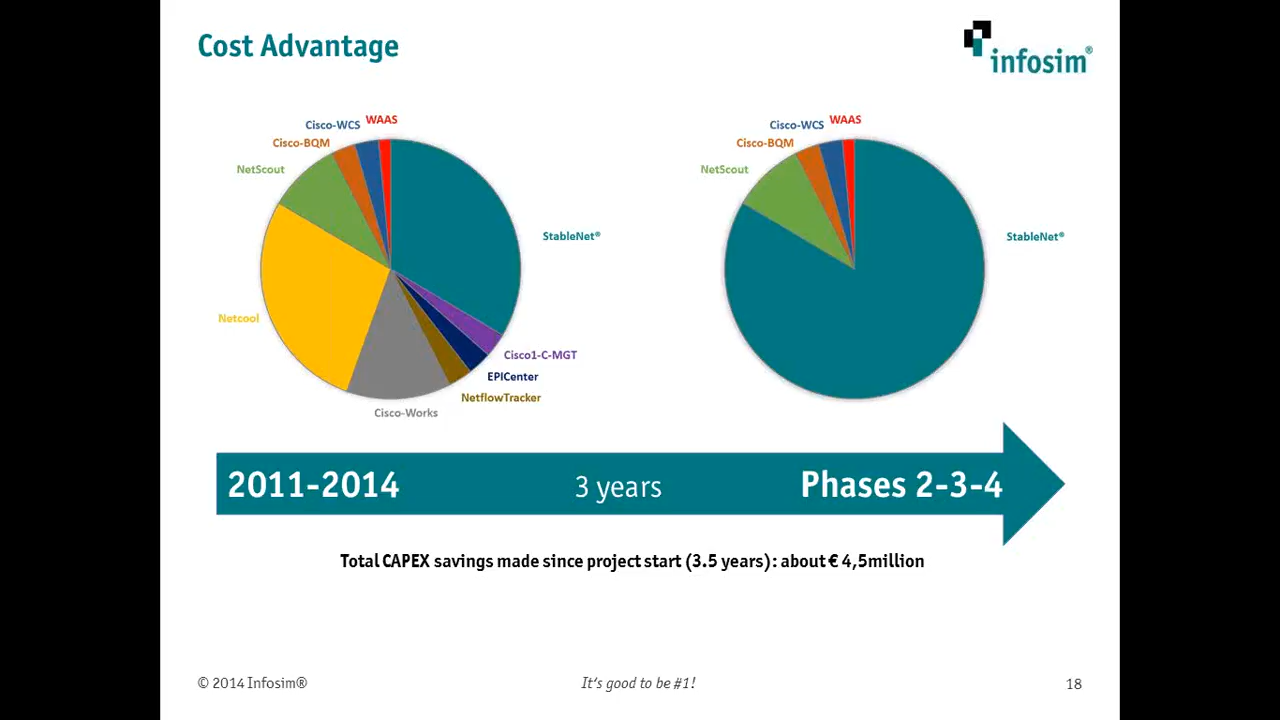 Cost Advantage
infosim®
Cisco-WCS WAAS
Cisco-BQM
NetScout
StableNet®
Netcool
Cisco1-C-MGT
EPICenter
NetflowTracker
Cisco-Works
Cisco-WCS WAAS
Cisco-BQM
NetScout
StableNet®
2011-2014 3 years Phases 2-3-4
Total CAPEX savings made since project start (3.5 years): about € 4,5million
© 2014 Infosim® It's good to be #1! 18